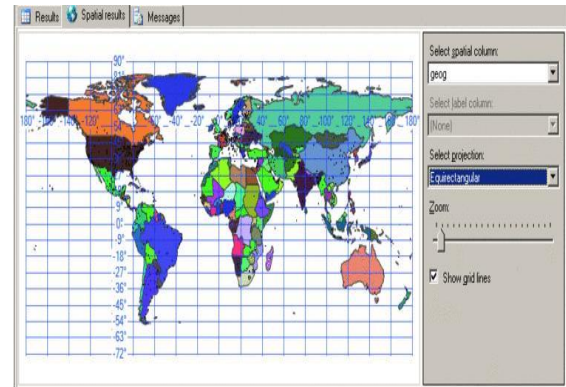 Results
Spatial results
Messages
90°
180°
-40°
-20°
0°
20°
40°
60°
80°
100°
120°
140°
180°
9°
0°
-9°
-18°
-27°
-36°
-45°
-54°
-63°
-72°
Select spatial column:
geog
Select label column:
(None)
Select projection:
Equirectangular
Zoom:
Show grid lines